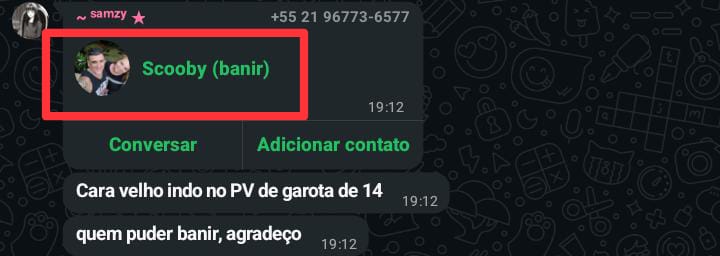 ~ samzy ★ +55 21 96773-6577
Scooby (banir)
19:12
Conversar Adicionar contato
Cara velho indo no PV de garota de 14 19:12
quem puder banir, agradeço 19:12